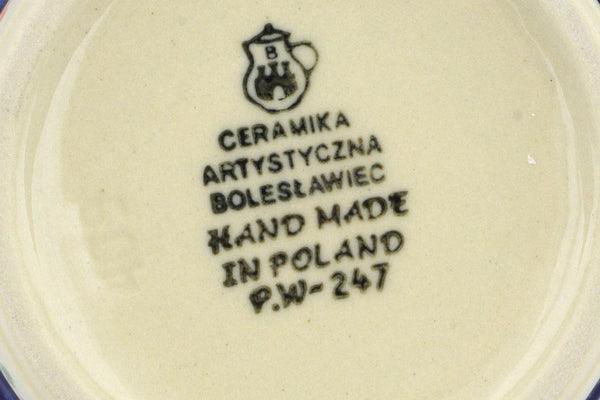 B
CERAMIKA
ARTYSTYCZNA
BOLESŁAWIEC
HAND MADE
IN POLAND
P.W-247